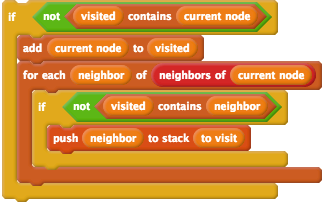 if not visited contains current node
add current node to visited
for each neighbor of neighbors of current node
if not visited contains neighbor
push neighbor to stack to visit